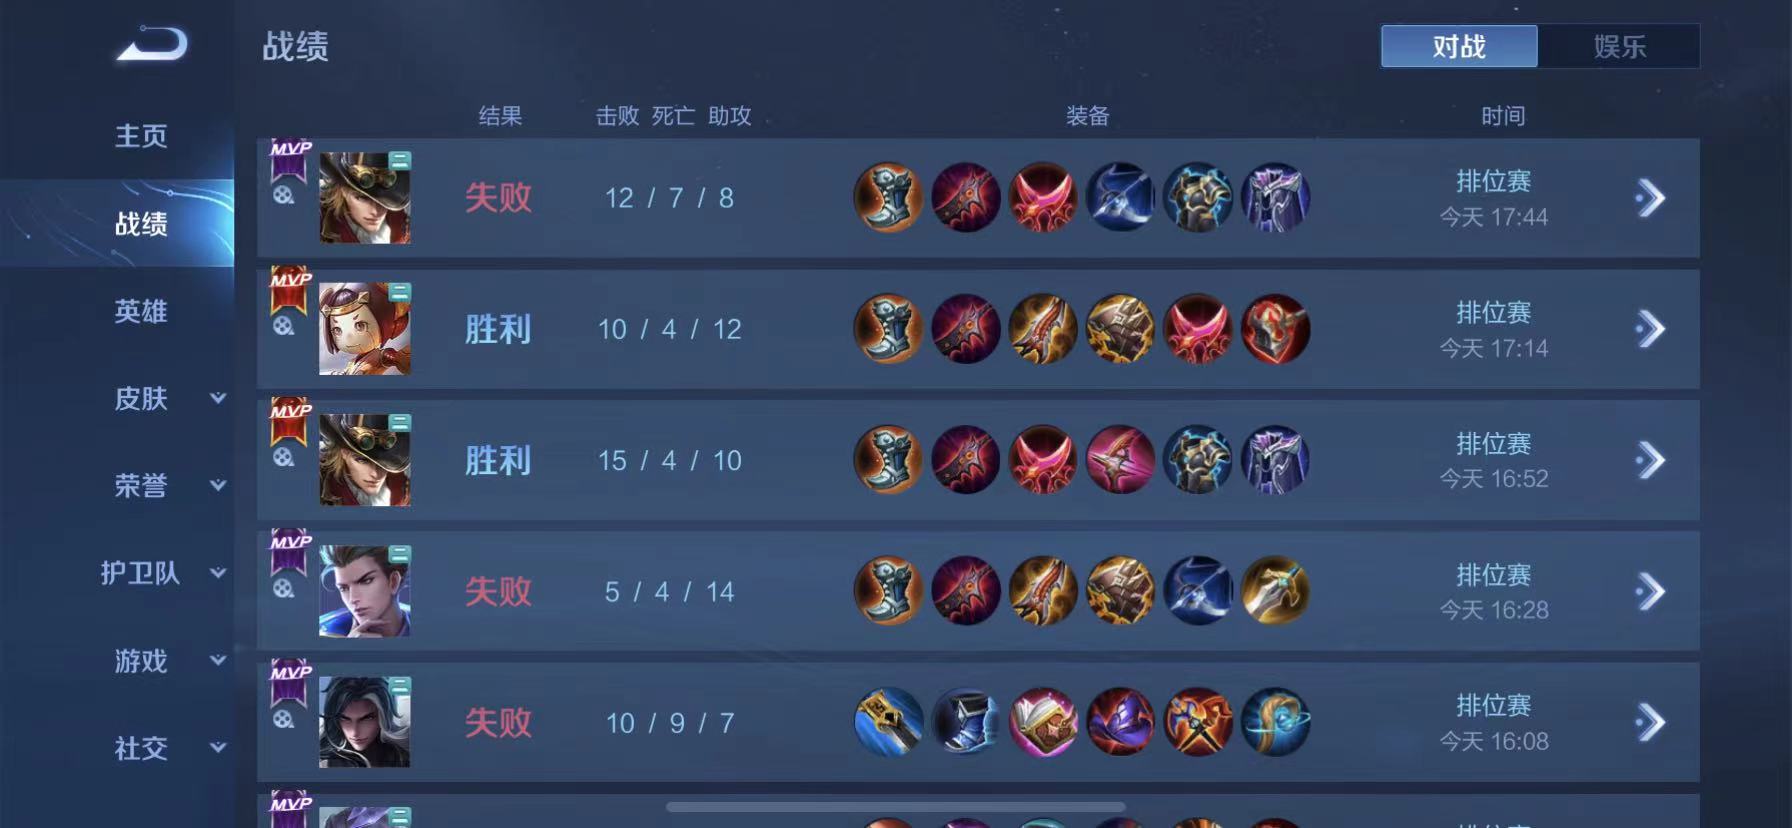 战绩
对战
娱乐
主页
战绩
英雄
皮肤
荣誉
护卫队
游戏
社交
结果 击败 死亡 助攻 装备 时间
MVP
失败 12 / 7 / 8 排位赛
今天 17:44
MVP
胜利 10 / 4 / 12 排位赛
今天 17:14
MVP
胜利 15 / 4 / 10 排位赛
今天 16:52
MVP
失败 5 / 4 / 14 排位赛
今天 16:28
MVP
失败 10 / 9 / 7 排位赛
今天 16:08
MVP